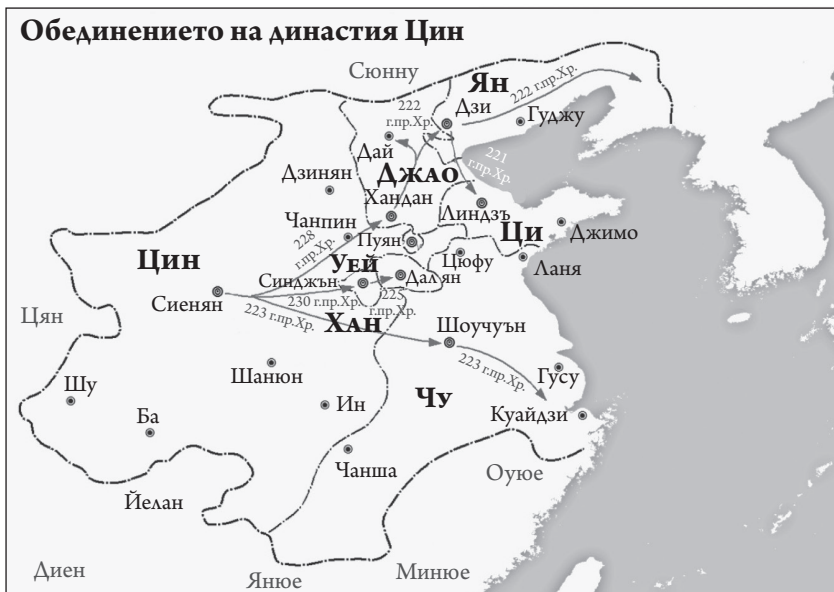 Обединението на династия Цин
Сюнну
Ян
222 г.пр.Хр.
Дзи
222
г.пр.Хр.
Гуджу
Дай
221
г.пр.Хр.
Джао
Дзинян
Хандан
Линдзъ
Чанпин
Ци
Джимо
228
г.пр.Хр.
Пуян
Цин
Уей
Цюфу
Ланя
Синджън
Далян
Сиенян
230 г.пр.Хр.
225
г.пр.Хр.
Цян
223 г.пр.Хр.
Хан
Шоучуън
223 г.пр.Хр.
Шанюн
Гусу
Шу
Ин
Чу
Ба
Куайдзи
Чанша
Оуюе
Йелан
Диен
Янюе
Минюе